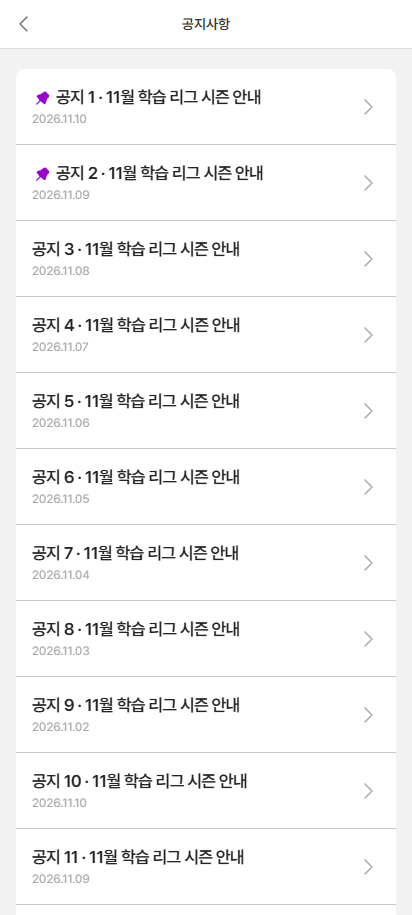 공지사항
공지 1 · 11월 학습 리그 시즌 안내
2026.11.10
공지 2 · 11월 학습 리그 시즌 안내
2026.11.09
공지 3 · 11월 학습 리그 시즌 안내
2026.11.08
공지 4 · 11월 학습 리그 시즌 안내
2026.11.07
공지 5 · 11월 학습 리그 시즌 안내
2026.11.06
공지 6 · 11월 학습 리그 시즌 안내
2026.11.05
공지 7 · 11월 학습 리그 시즌 안내
2026.11.04
공지 8 · 11월 학습 리그 시즌 안내
2026.11.03
공지 9 · 11월 학습 리그 시즌 안내
2026.11.02
공지 10 · 11월 학습 리그 시즌 안내
2026.11.10
공지 11 · 11월 학습 리그 시즌 안내
2026.11.09